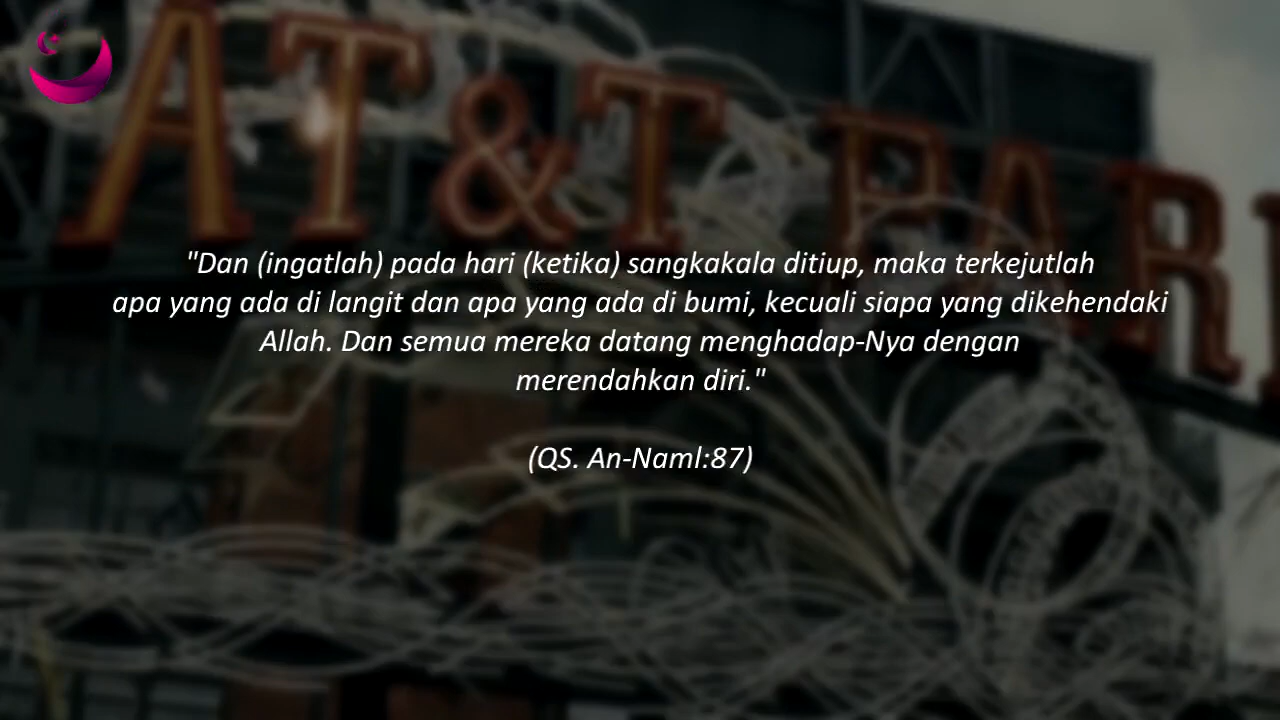 AT&T PAR
"Dan (ingatlah) pada hari (ketika) sangkakala ditiup, maka terkejutlah
apa yang ada di langit dan apa yang ada di bumi, kecuali siapa yang dikehendaki
Allah. Dan semua mereka datang menghadap-Nya dengan
merendahkan diri."
(QS. An-Naml:87)